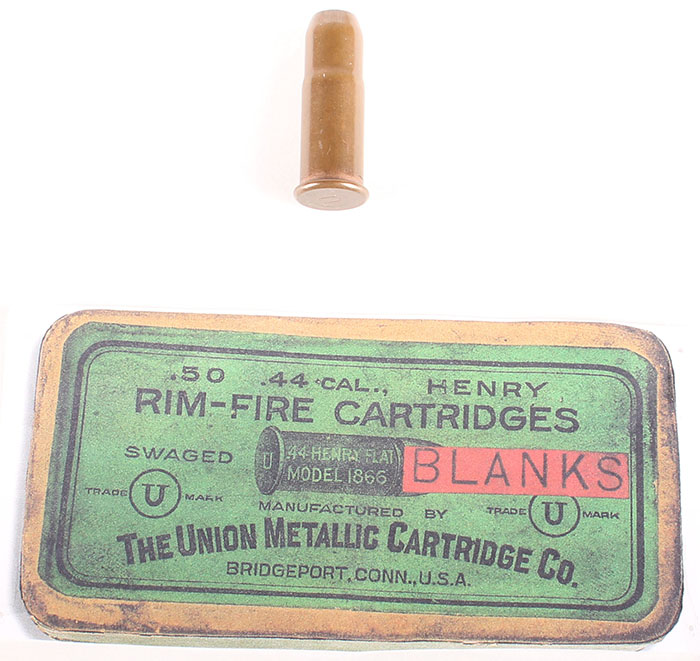 .50 .44 CAL., HENRY
RIM-FIRE CARTRIDGES
SWAGED
U
.44 HENRY FLAT
MODEL 1866
BLANKS
TRADE U MARK
MANUFACTURED BY
TRADE U MARK
THE UNION METALLIC CARTRIDGE CO.
BRIDGEPORT, CONN., U.S.A.